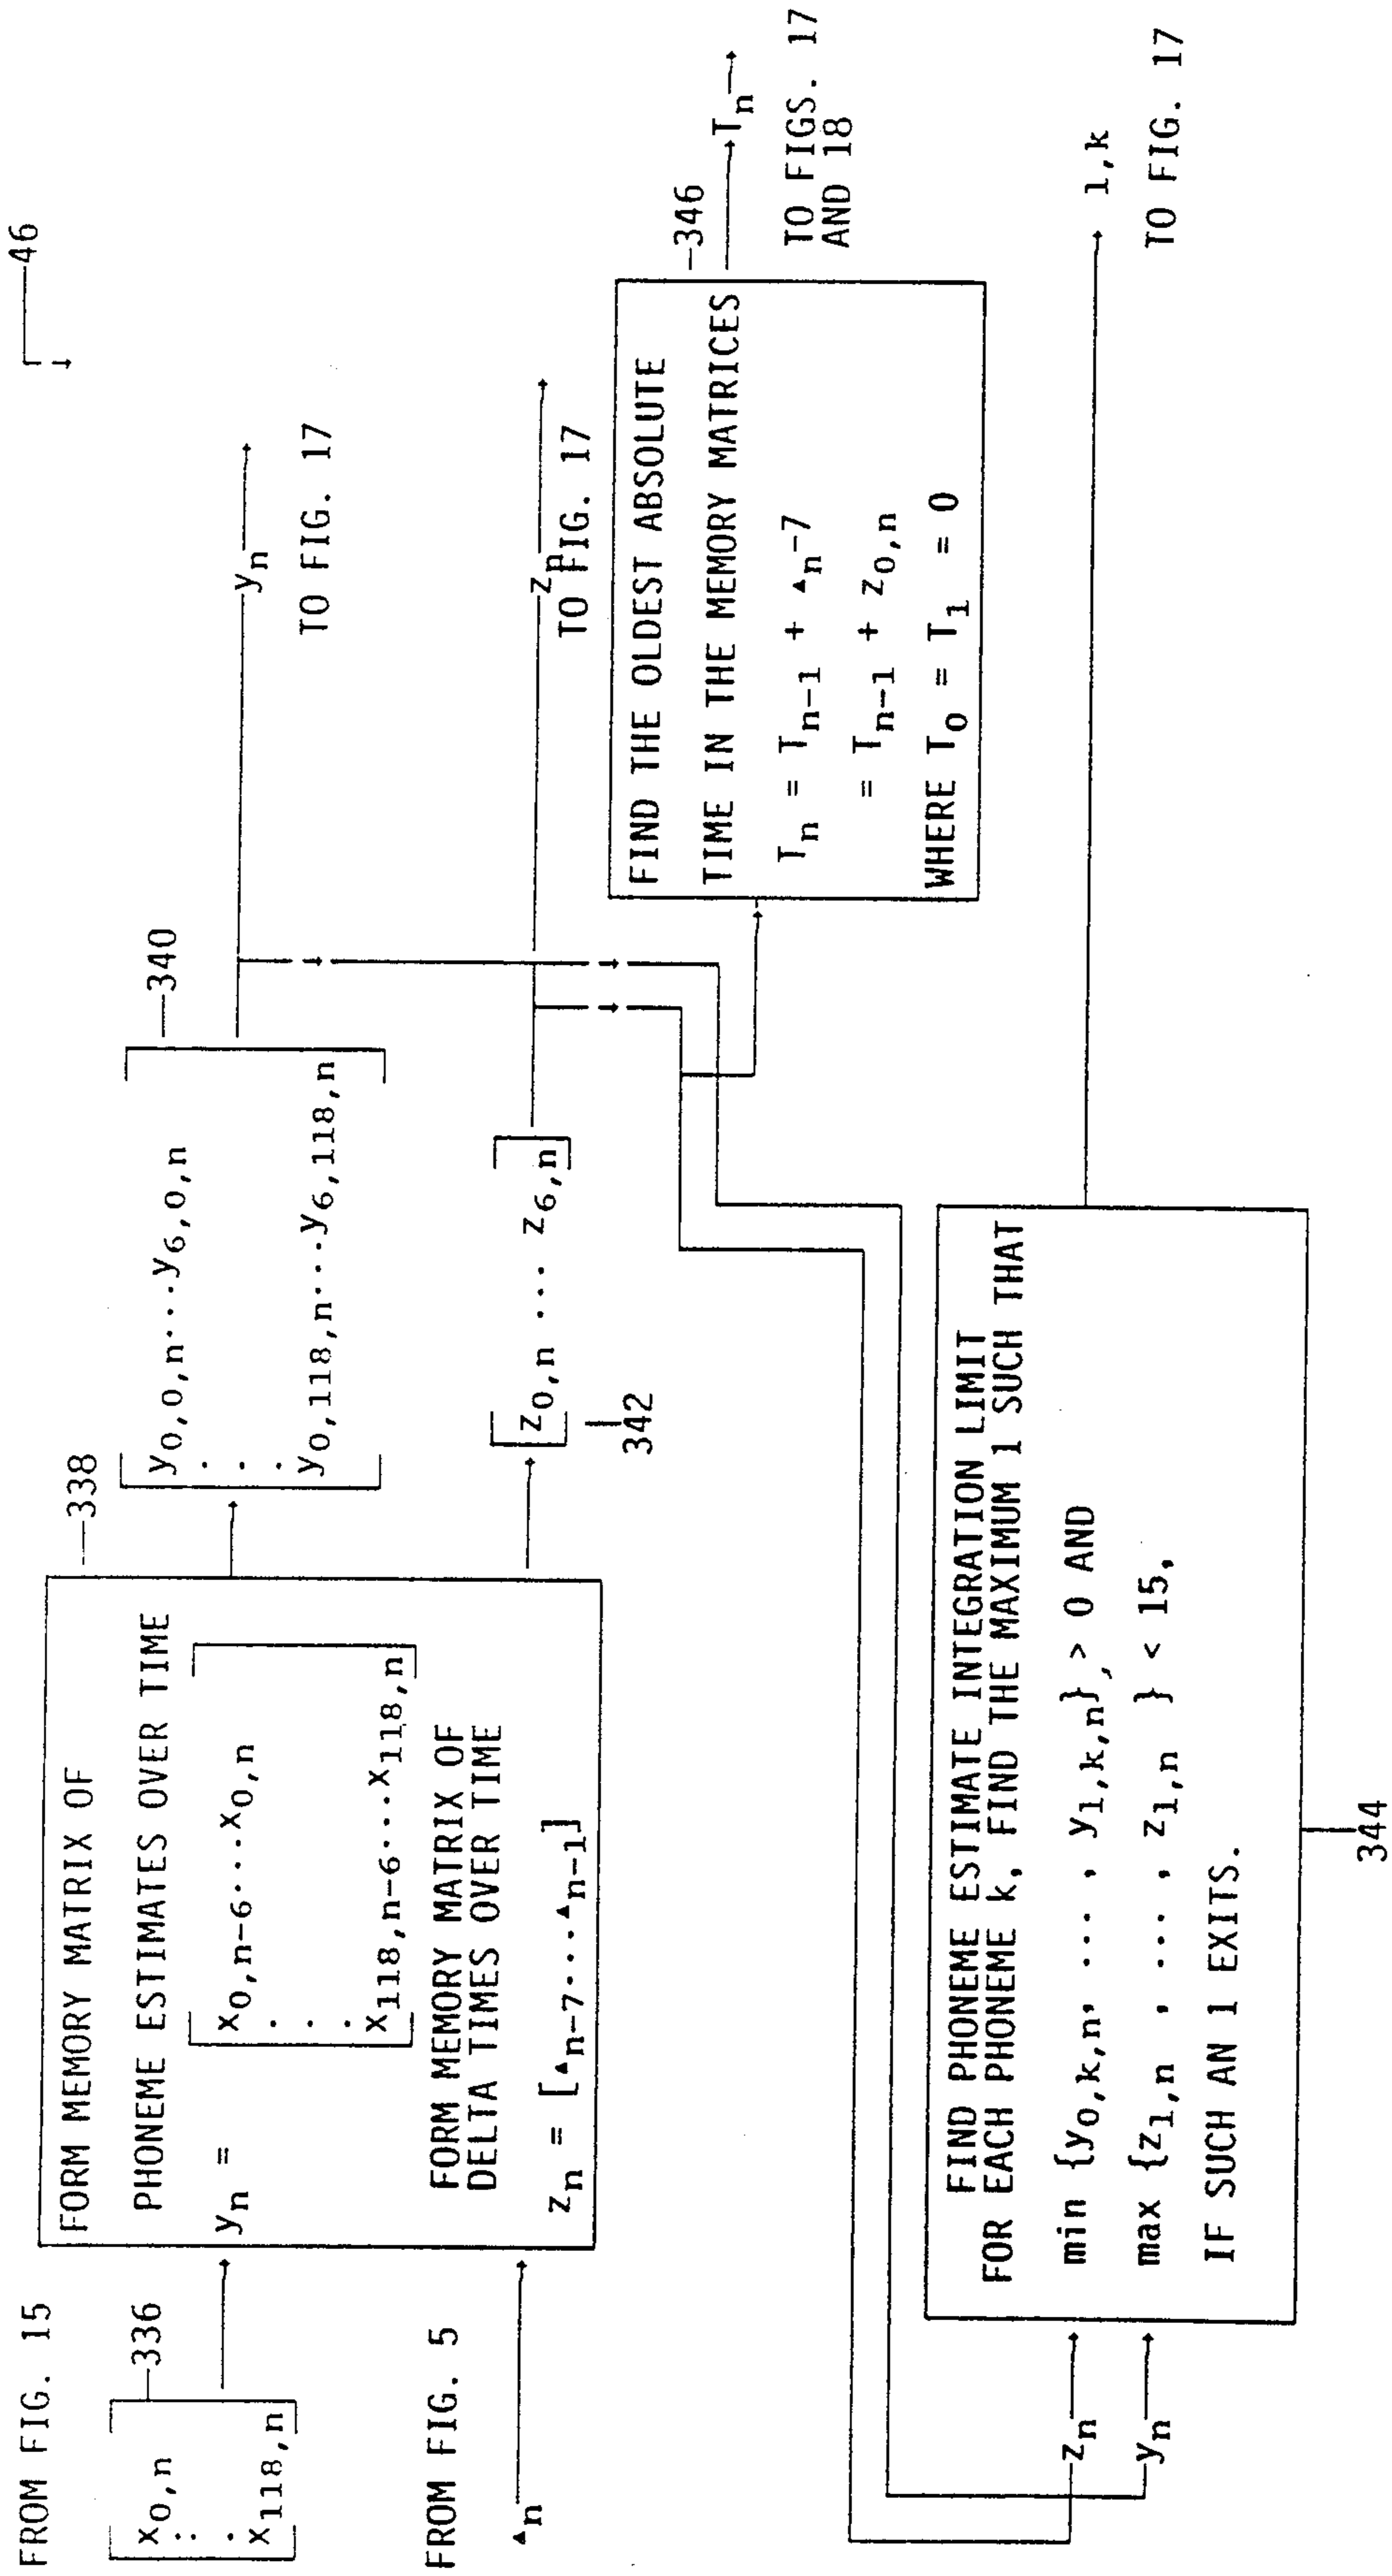 46
FROM FIG. 15
336
x0,n
:
.
x118,n
FROM FIG. 5
▲n
338
FORM MEMORY MATRIX OF
PHONEME ESTIMATES OVER TIME
yn =
x0,n-6...x0,n
.
.
.
x118,n-6...x118,n
FORM MEMORY MATRIX OF
DELTA TIMES OVER TIME
zn = [▲n-7...▲n-1]
340
y0,0,n...y6,0,n
.
.
.
y0,118,n...y6,118,n
yn
TO FIG. 17
[z0,n ... z6,n]
342
zn
TO FIG. 17
346
FIND THE OLDEST ABSOLUTE
TIME IN THE MEMORY MATRICES
Tn = Tn-1 + ▲n-7
= Tn-1 + z0,n
WHERE T0 = T1 = 0
Tn
TO FIGS. 17
AND 18
zn
yn
FIND PHONEME ESTIMATE INTEGRATION LIMIT
FOR EACH PHONEME k, FIND THE MAXIMUM l SUCH THAT
min {y0,k,n, ... , yl,k,n}, > 0 AND
max {z1,n , ... , zl,n } < 15,
IF SUCH AN l EXITS.
344
l,k
TO FIG. 17